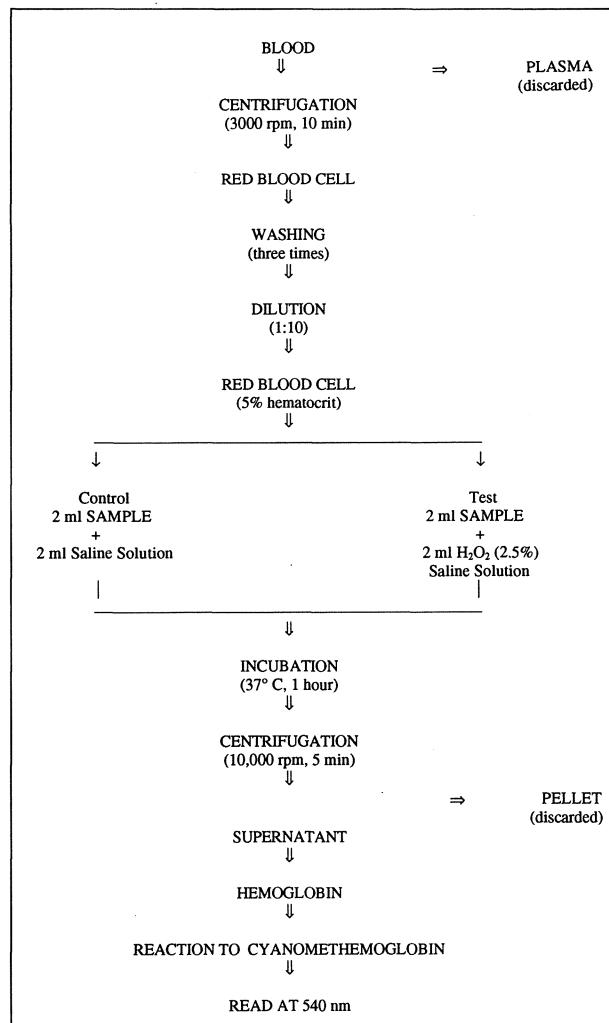 BLOOD
⇓ ⇒ PLASMA
(discarded)
CENTRIFUGATION
(3000 rpm, 10 min)
⇓
RED BLOOD CELL
⇓
WASHING
(three times)
⇓
DILUTION
(1:10)
⇓
RED BLOOD CELL
(5% hematocrit)
⇓
↓ ↓
Control
2 ml SAMPLE
+
2 ml Saline Solution
Test
2 ml SAMPLE
+
2 ml H₂O₂ (2.5%)
Saline Solution
⇓
INCUBATION
(37° C, 1 hour)
⇓
CENTRIFUGATION
(10,000 rpm, 5 min)
⇓
⇒ PELLET
(discarded)
SUPERNATANT
⇓
HEMOGLOBIN
⇓
REACTION TO CYANOMETHEMOGLOBIN
⇓
READ AT 540 nm